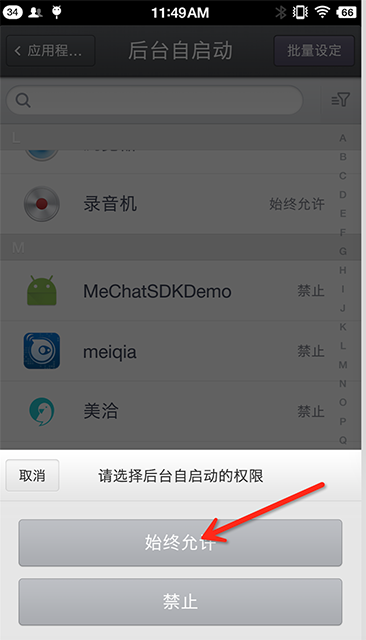 34 11:49AM 66
应用程... 后台自启动 批量设定
L
A
B
C
录音机 始终允许
D
E
F
M
G
H
MeChatSDKDemo 禁止
I
J
K
meiqia 禁止
L
M
N
美洽 禁止
O
P
Q
取消 请选择后台自启动的权限
始终允许
禁止